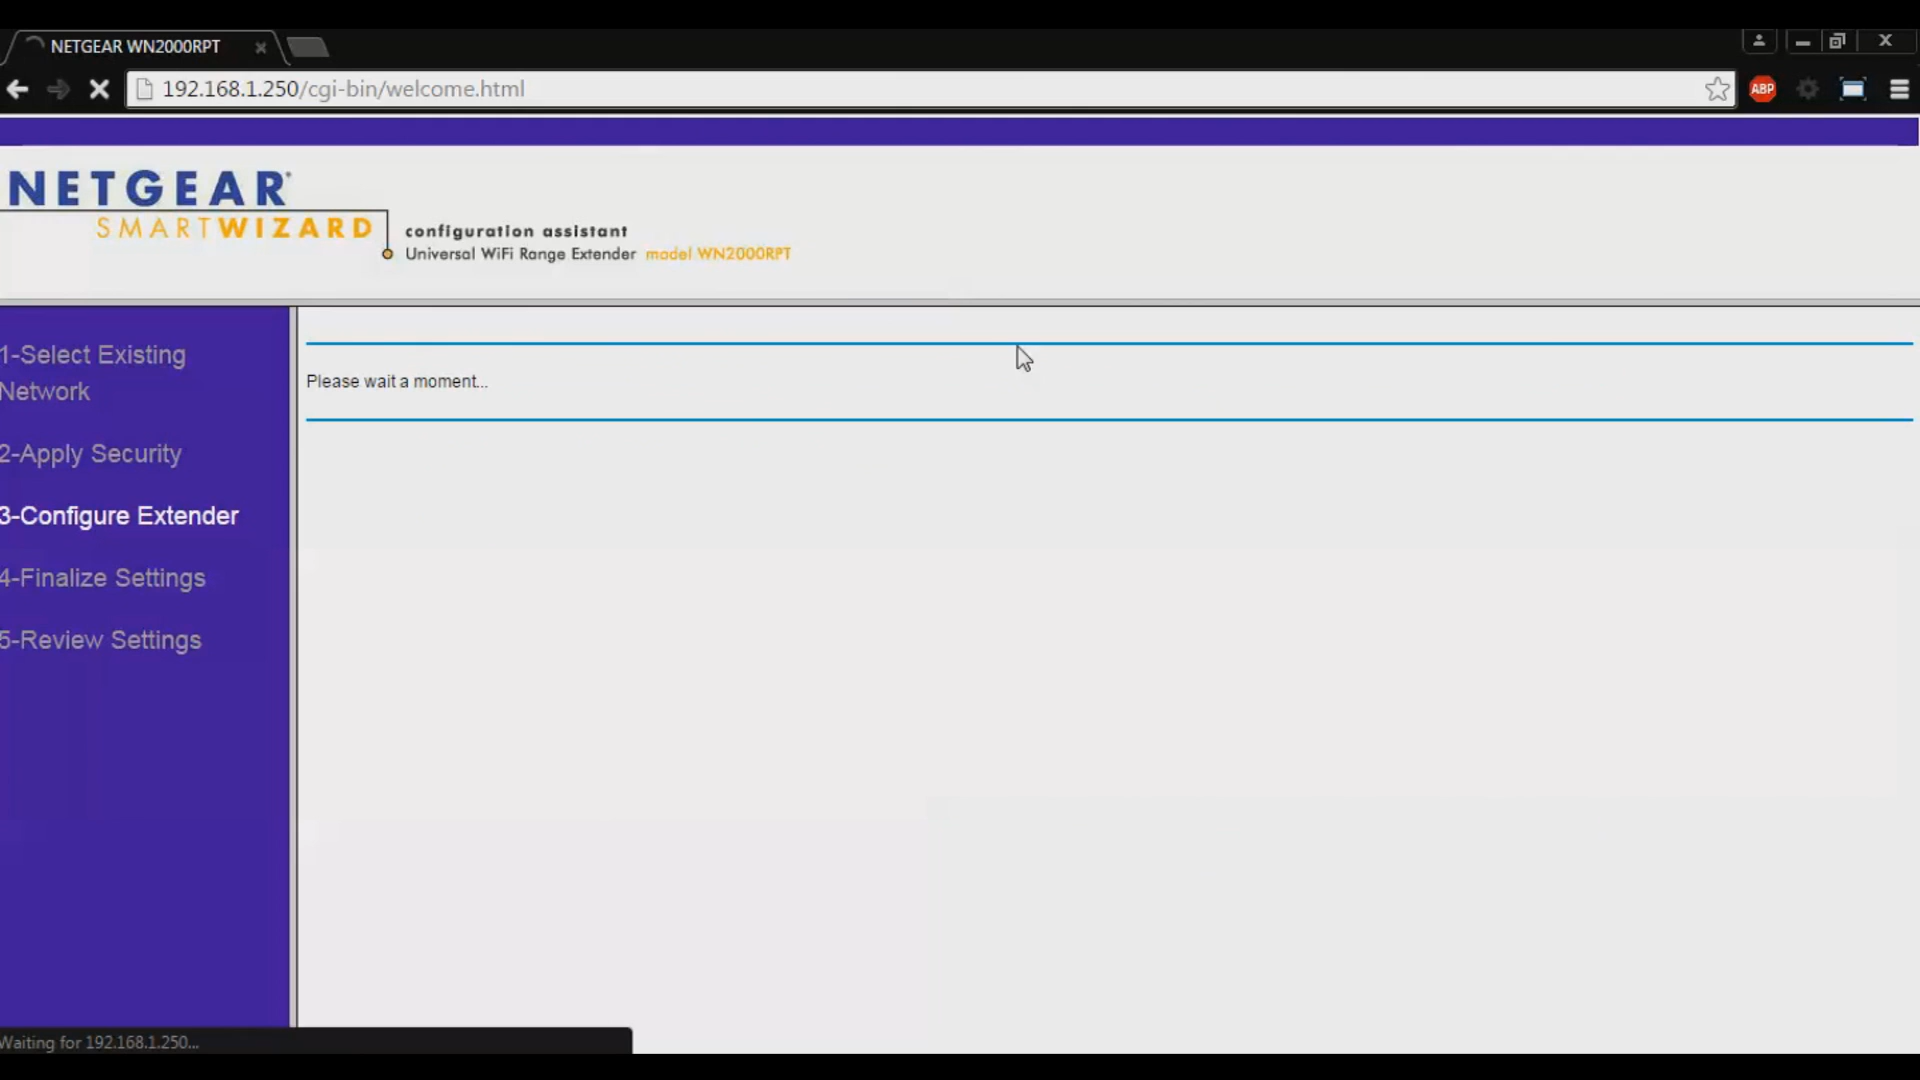 NETGEAR WN2000RPT
192.168.1.250/cgi-bin/welcome.html
ABP
NETGEAR®
SMARTWIZARD
configuration assistant
Universal WiFi Range Extender model WN2000RPT
1-Select Existing
Network
2-Apply Security
3-Configure Extender
4-Finalize Settings
5-Review Settings
Please wait a moment...
Waiting for 192.168.1.250...